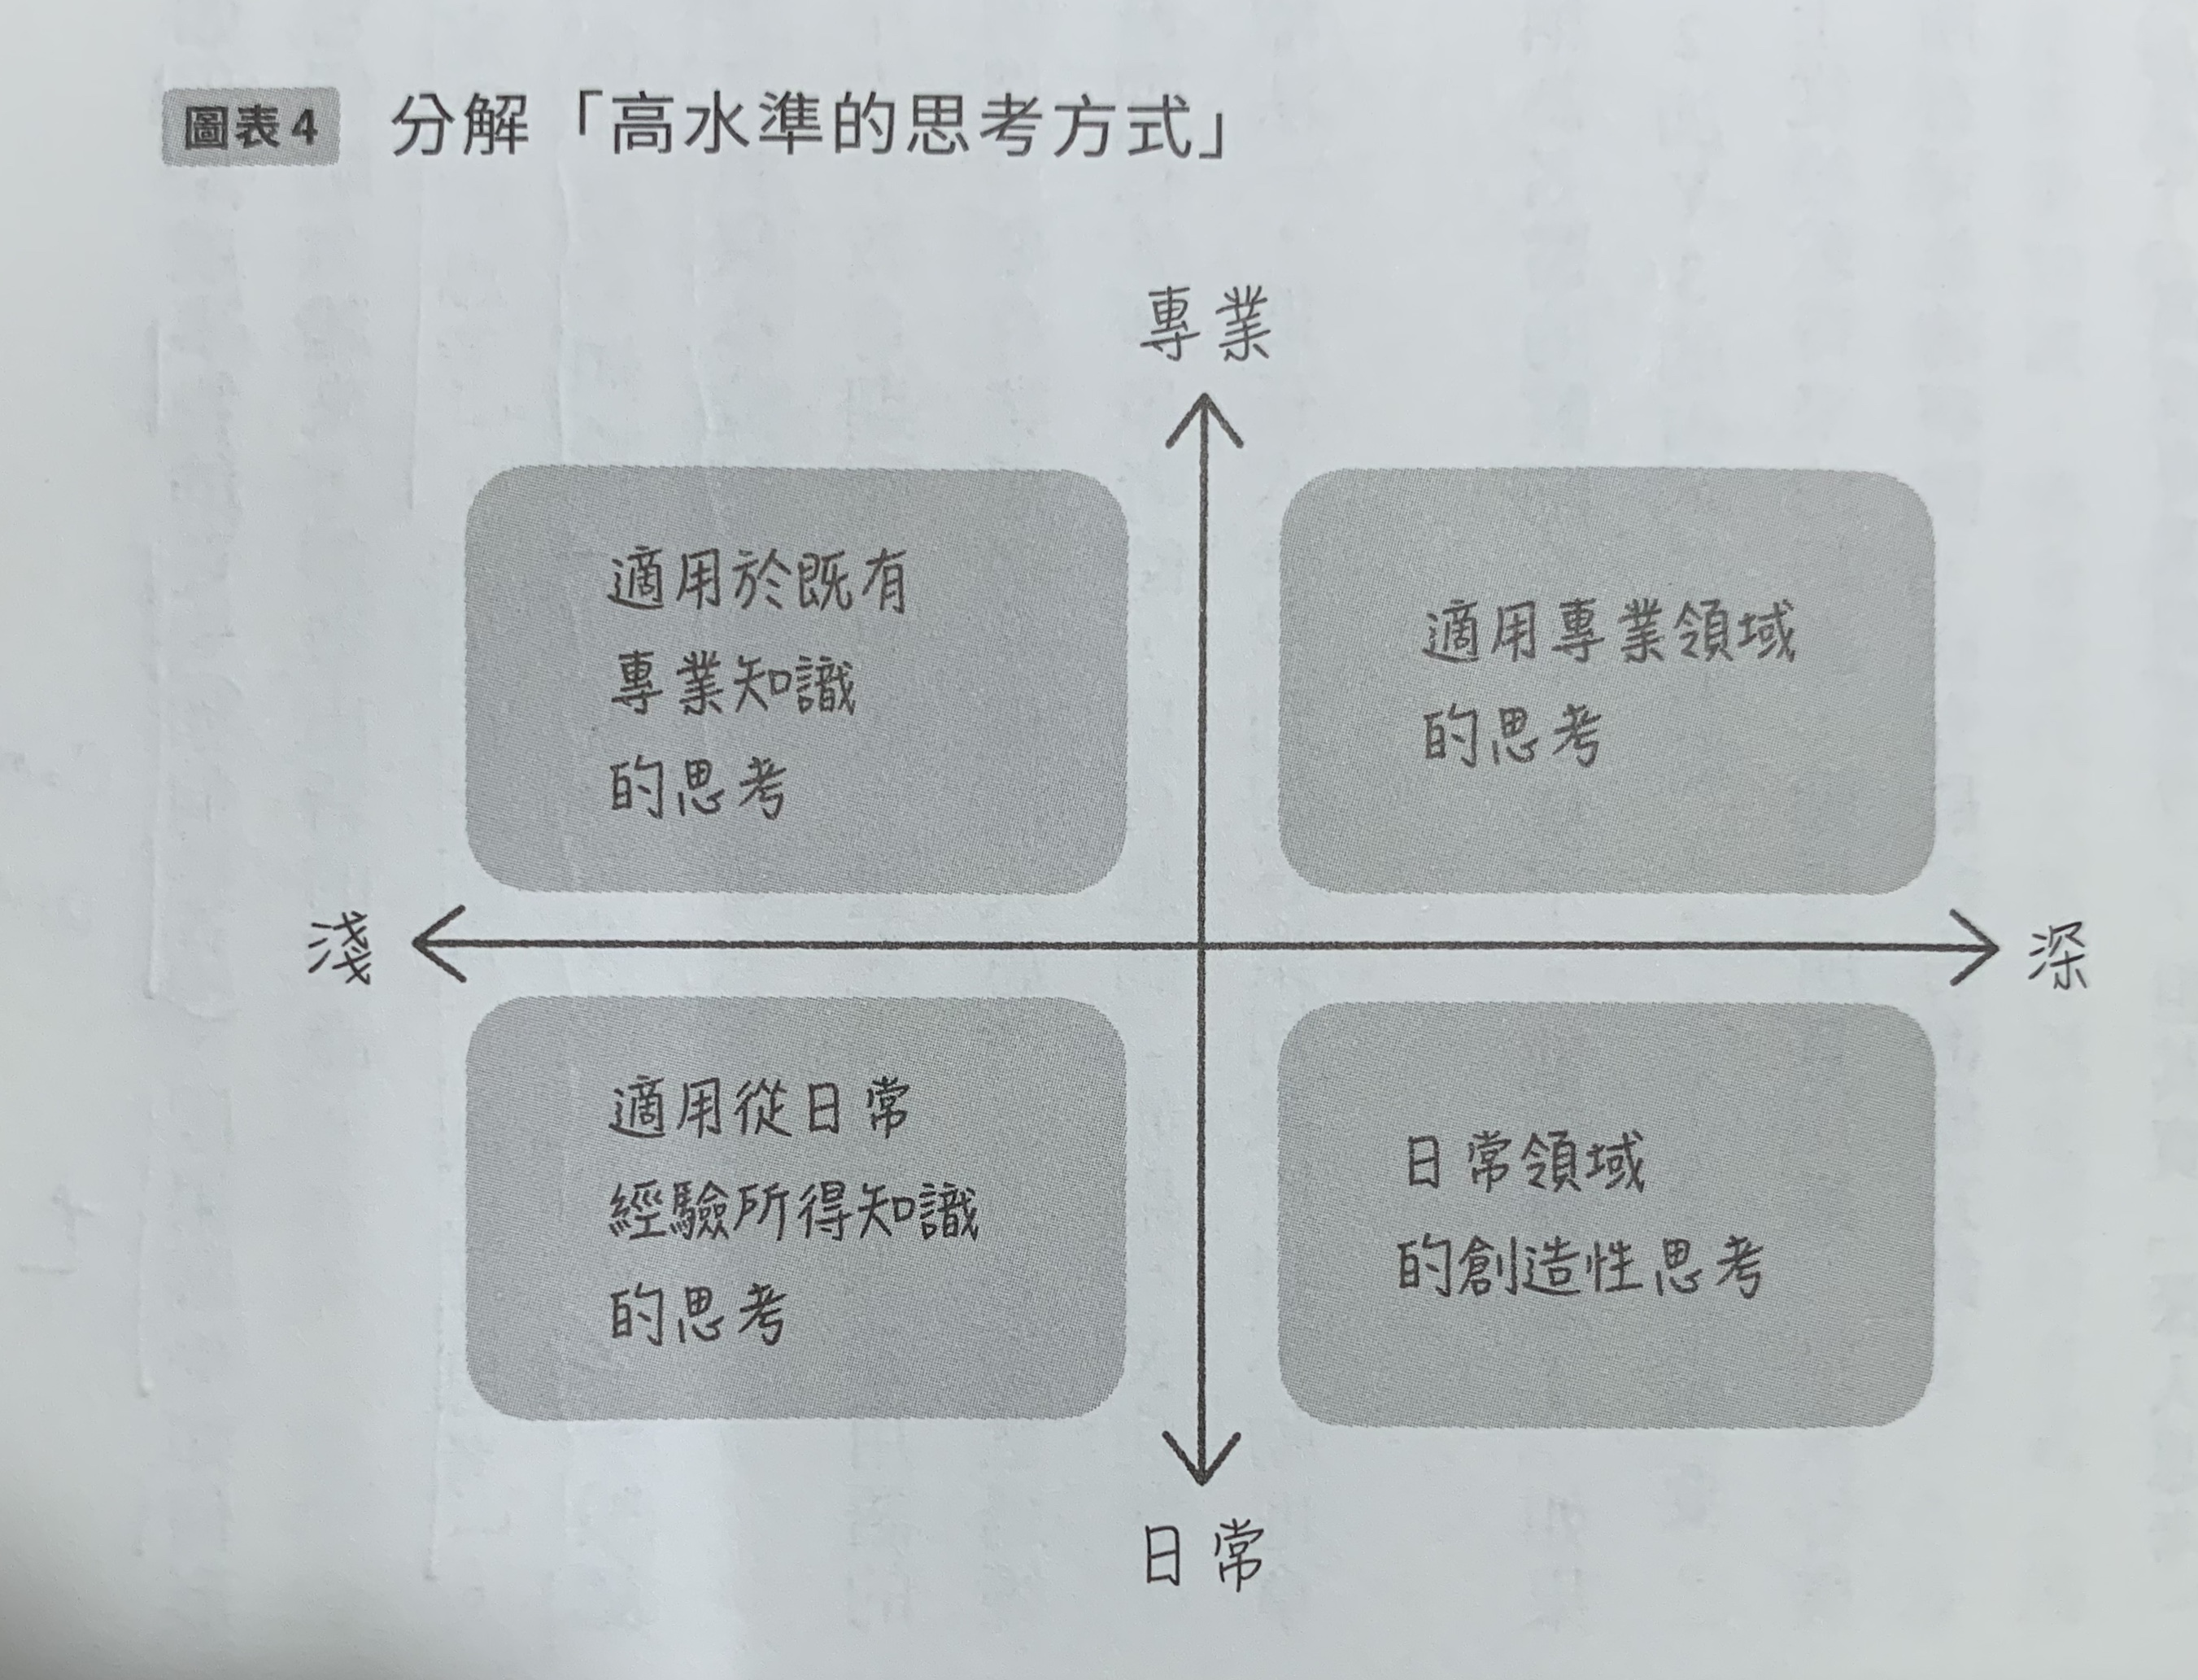 圖表4 分解「高水準的思考方式」
專業
適用於既有
專業知識
的思考
適用專業領域
的思考
淺
深
適用從日常
經驗所得知識
的思考
日常領域
的創造性思考
日常